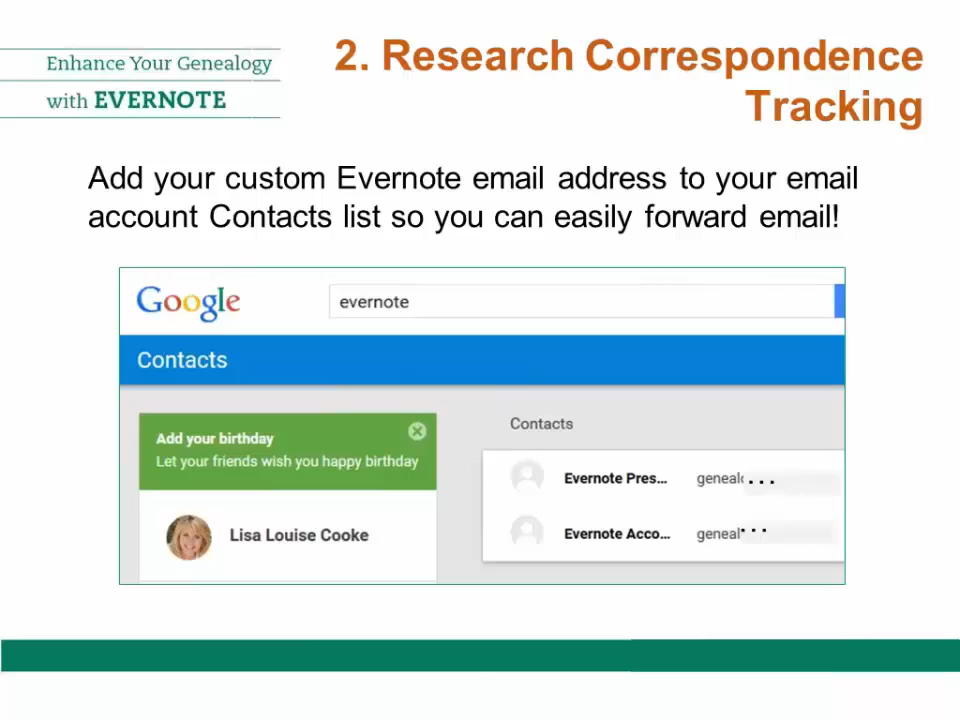 Enhance Your Genealogy
with EVERNOTE
2. Research Correspondence
Tracking
Add your custom Evernote email address to your email
account Contacts list so you can easily forward email!
Google
evernote
Contacts
Add your birthday
Let your friends wish you happy birthday
Lisa Louise Cooke
Contacts
Evernote Pres... genealo...
Evernote Acco... geneal...